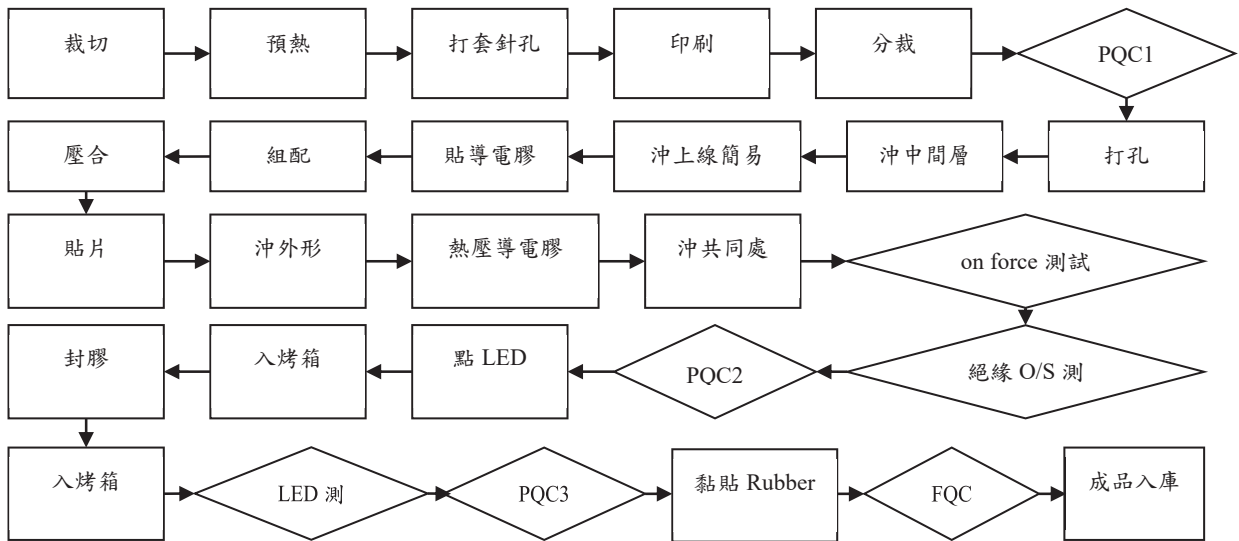 裁切
預熱
打套針孔
印刷
分裁
PQC1
打孔
沖中間層
沖上線簡易
貼導電膠
組配
壓合
貼片
沖外形
熱壓導電膠
沖共同處
on force 測試
絕緣 O/S 測
PQC2
點 LED
入烤箱
封膠
入烤箱
LED 測
PQC3
黏貼 Rubber
FQC
成品入庫